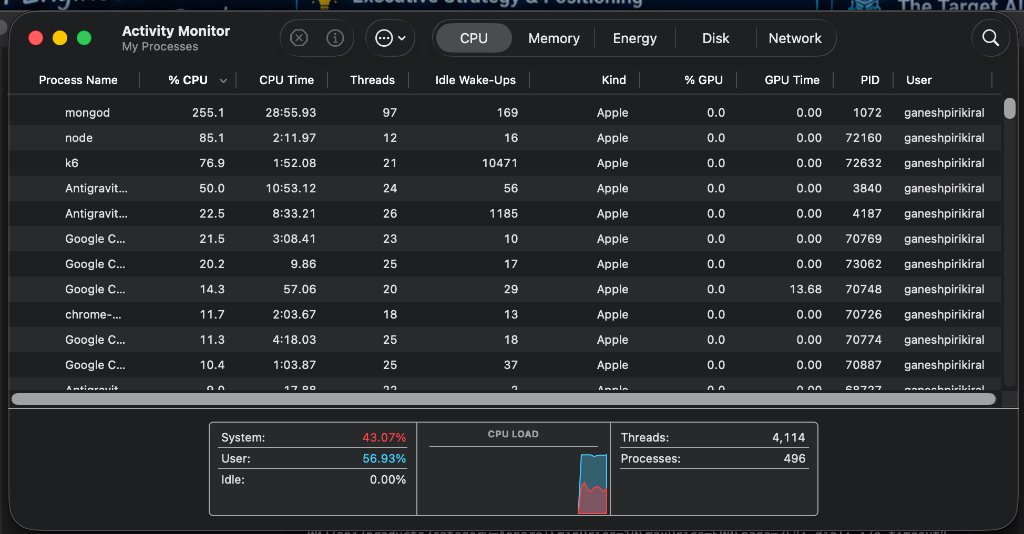 Executive Strategy & Positioning
The Target AI
Activity Monitor
My Processes
CPU Memory Energy Disk Network
Process Name % CPU CPU Time Threads Idle Wake-Ups Kind % GPU GPU Time PID User
mongod 255.1 28:55.93 97 169 Apple 0.0 0.00 1072 ganeshpirikiral
node 85.1 2:11.97 12 16 Apple 0.0 0.00 72160 ganeshpirikiral
k6 76.9 1:52.08 21 10471 Apple 0.0 0.00 72632 ganeshpirikiral
Antigravit... 50.0 10:53.12 24 56 Apple 0.0 0.00 3840 ganeshpirikiral
Antigravit... 22.5 8:33.21 26 1185 Apple 0.0 0.00 4187 ganeshpirikiral
Google C... 21.5 3:08.41 23 10 Apple 0.0 0.00 70769 ganeshpirikiral
Google C... 20.2 9.86 25 17 Apple 0.0 0.00 73062 ganeshpirikiral
Google C... 14.3 57.06 20 29 Apple 0.0 13.68 70748 ganeshpirikiral
chrome-... 11.7 2:03.67 18 13 Apple 0.0 0.00 70726 ganeshpirikiral
Google C... 11.3 4:18.03 25 18 Apple 0.0 0.00 70774 ganeshpirikiral
Google C... 10.4 1:03.87 25 37 Apple 0.0 0.00 70887 ganeshpirikiral
System: 43.07%
User: 56.93%
Idle: 0.00%
CPU LOAD
Threads: 4,114
Processes: 496